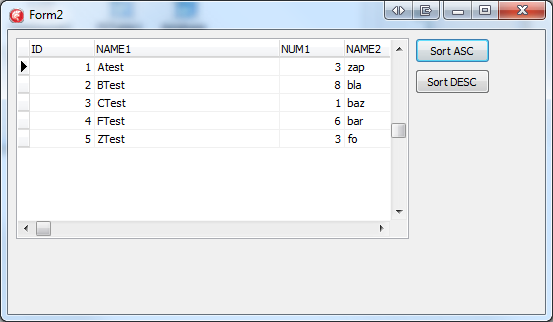 Form2
ID NAME1 NUM1 NAME2
1 Atest 3 zap
2 BTest 8 bla
3 CTest 1 baz
4 FTest 6 bar
5 ZTest 3 fo
Sort ASC
Sort DESC